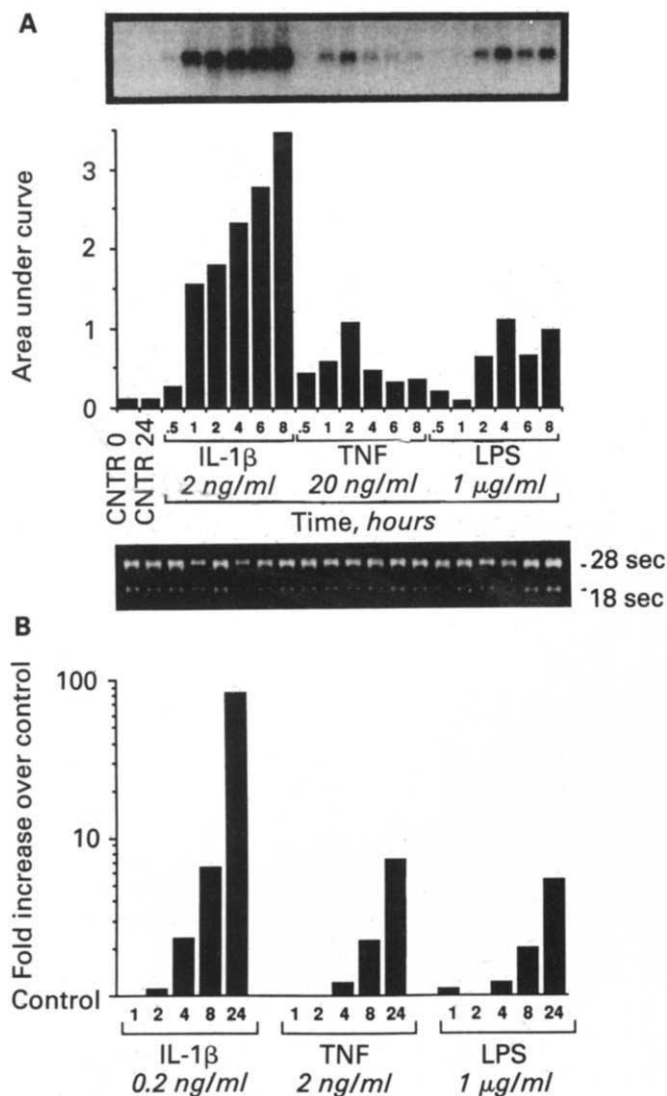 A
Area under curve
3
2
1
0
CNTR 0
CNTR 24
.5 1 2 4 6 8 .5 1 2 4 6 8 .5 1 2 4 6 8
IL-1β TNF LPS
2 ng/ml 20 ng/ml 1 μg/ml
Time, hours
- 28 sec
- 18 sec
B
Fold increase over control
100
10
Control
1 2 4 8 24 1 2 4 8 24 1 2 4 8 24
IL-1β TNF LPS
0.2 ng/ml 2 ng/ml 1 μg/ml